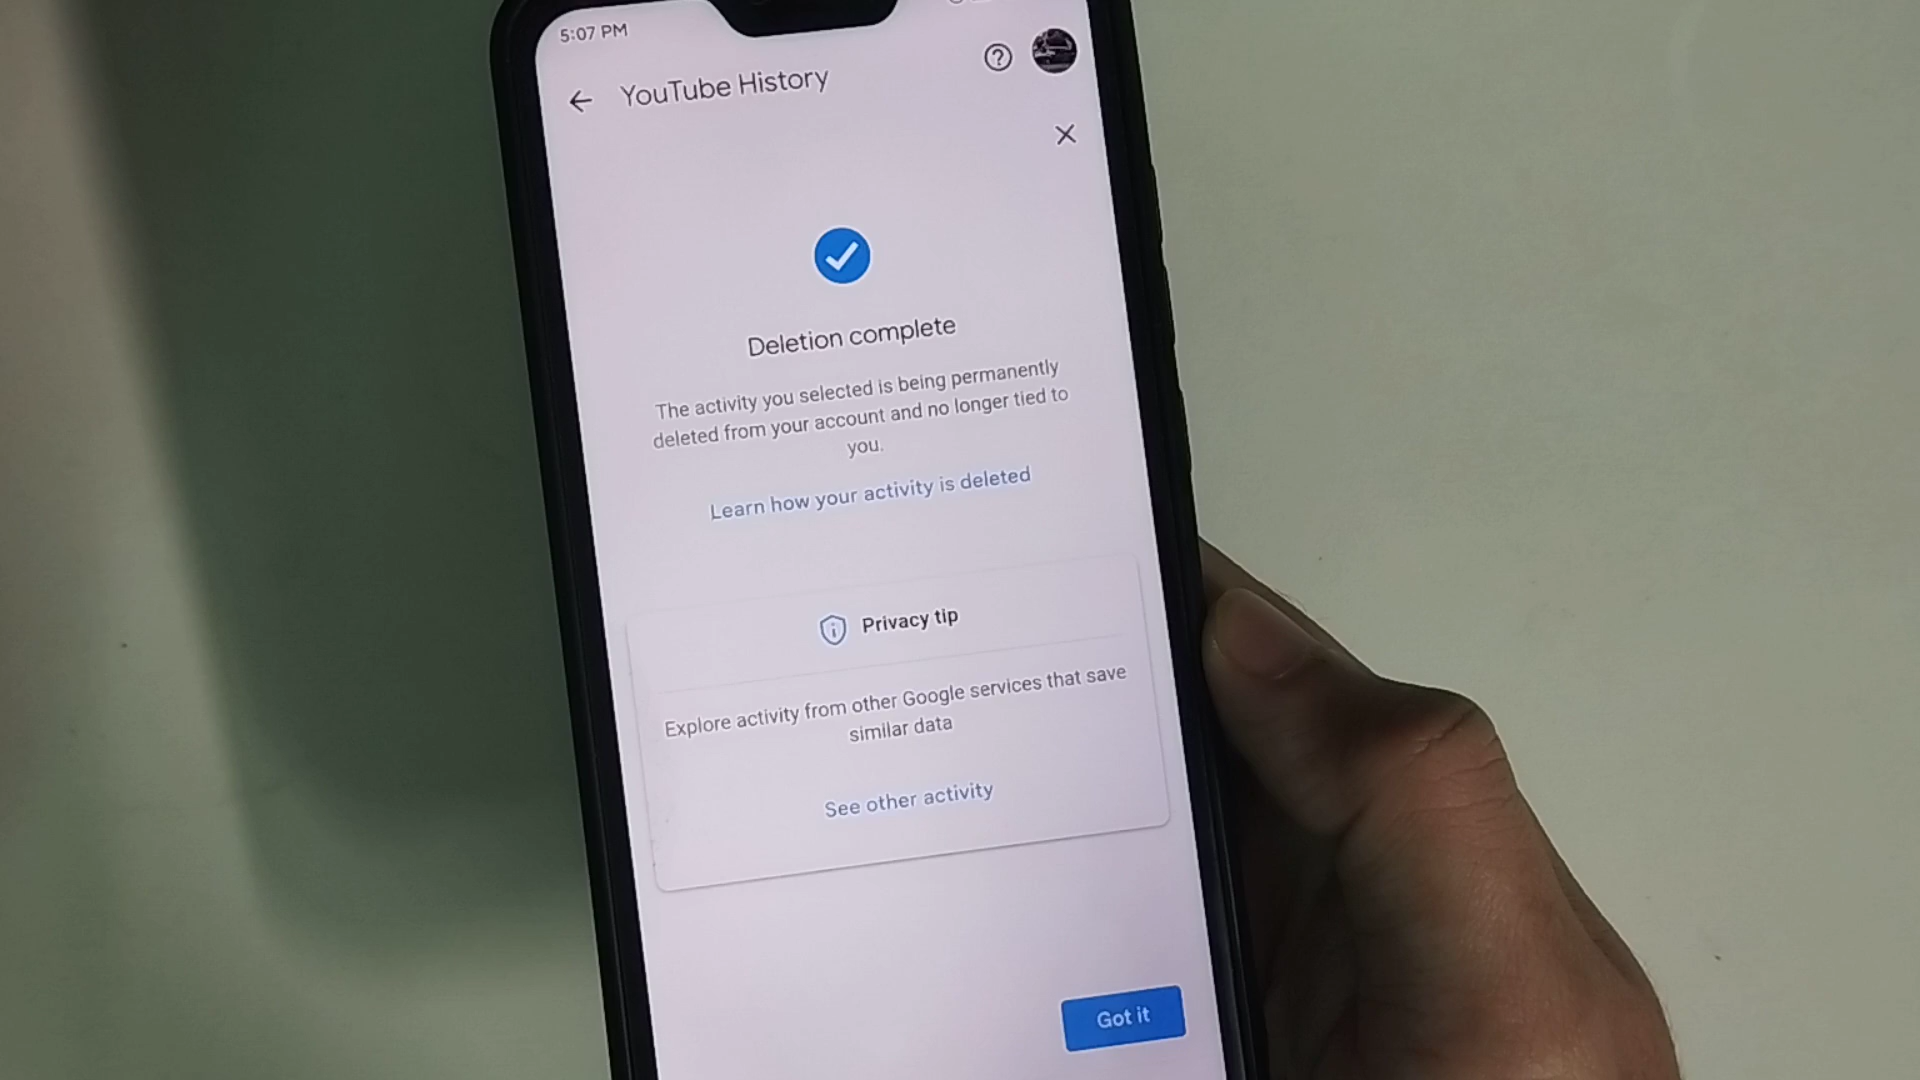 5:07 PM
YouTube History
Deletion complete
The activity you selected is being permanently
deleted from your account and no longer tied to
you.
Learn how your activity is deleted
Privacy tip
Explore activity from other Google services that save
similar data
See other activity
Got it